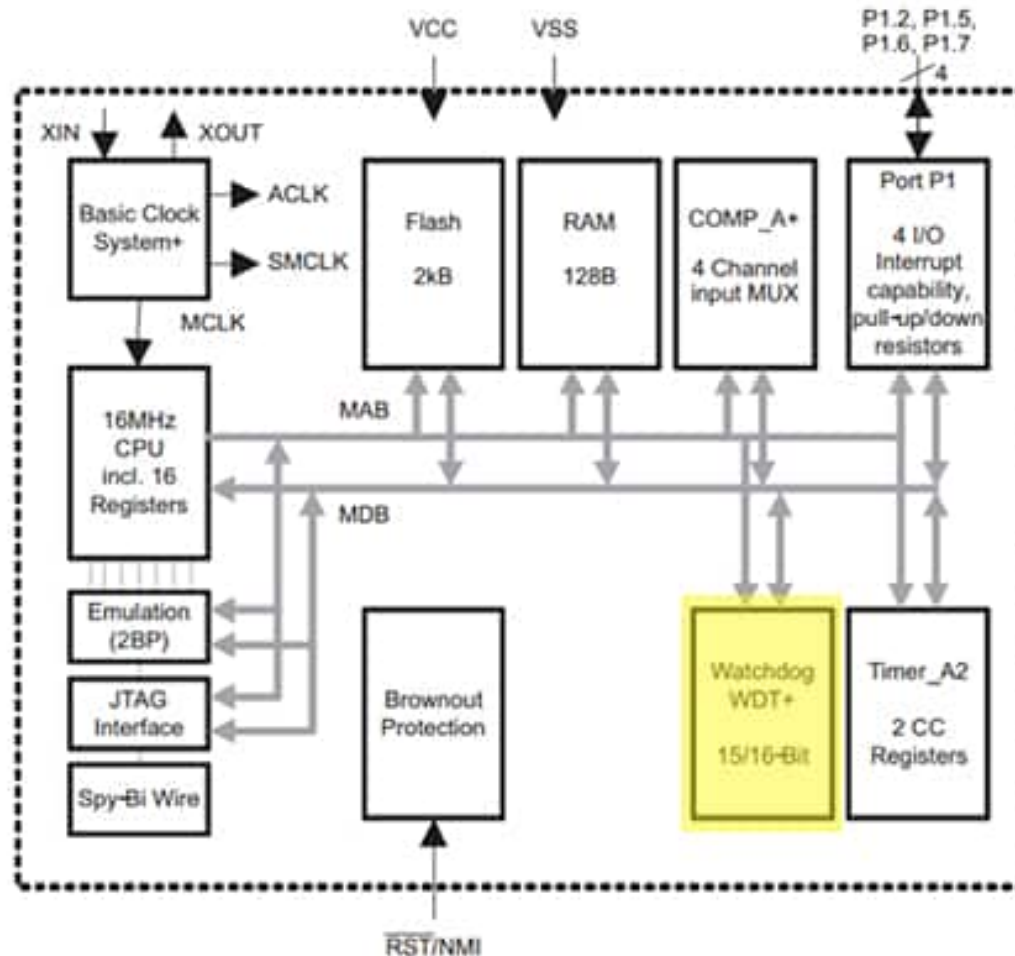 VCC
VSS
P1.2, P1.5,
P1.6, P1.7
4
XIN
XOUT
Basic Clock
System+
ACLK
SMCLK
MCLK
Flash
2kB
RAM
128B
COMP_A+
4 Channel
input MUX
Port P1
4 I/O
Interrupt
capability,
pull-up/down
resistors
16MHz
CPU
incl. 16
Registers
MAB
MDB
Emulation
(2BP)
JTAG
Interface
Spy-Bi Wire
Brownout
Protection
Watchdog
WDT+
15/16-Bit
Timer_A2
2 CC
Registers
RST/NMI